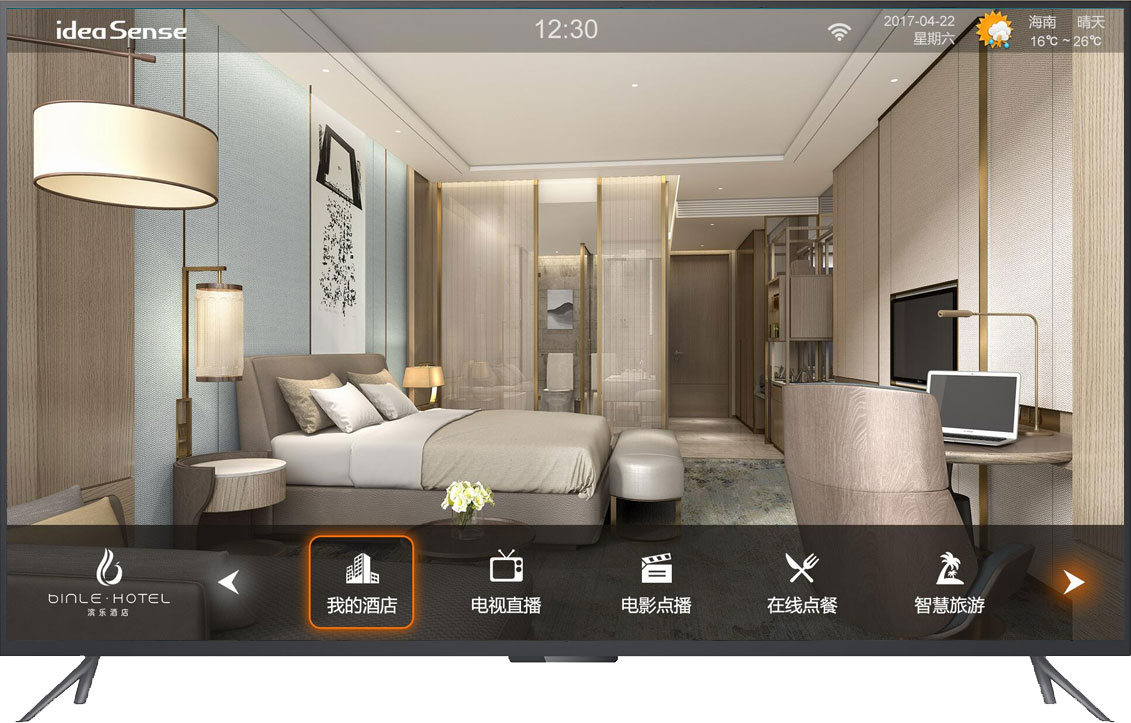 ideaSense
12:30
2017-04-22
星期六
海南 晴天
16℃ ~ 26℃
BINLE·HOTEL
滨乐酒店
我的酒店
电视直播
电影点播
在线点餐
智慧旅游